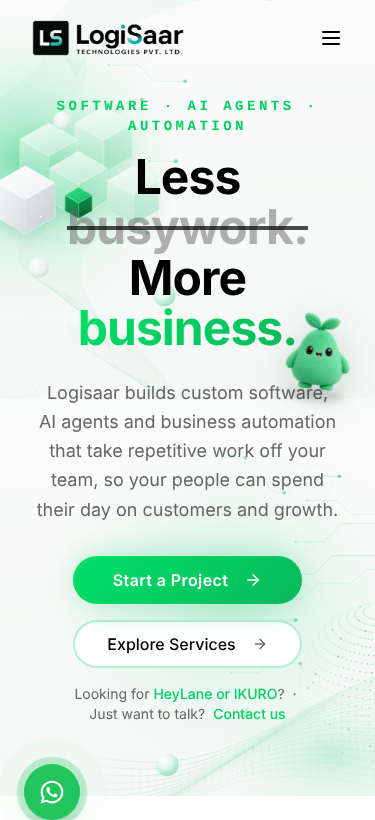 LS LogiSaar
TECHNOLOGIES PVT. LTD.
SOFTWARE · AI AGENTS ·
AUTOMATION
Less
busywork.
More
business.
Logisaar builds custom software,
AI agents and business automation
that take repetitive work off your
team, so your people can spend
their day on customers and growth.
Start a Project →
Explore Services →
Looking for HeyLane or IKURO? ·
Just want to talk? Contact us